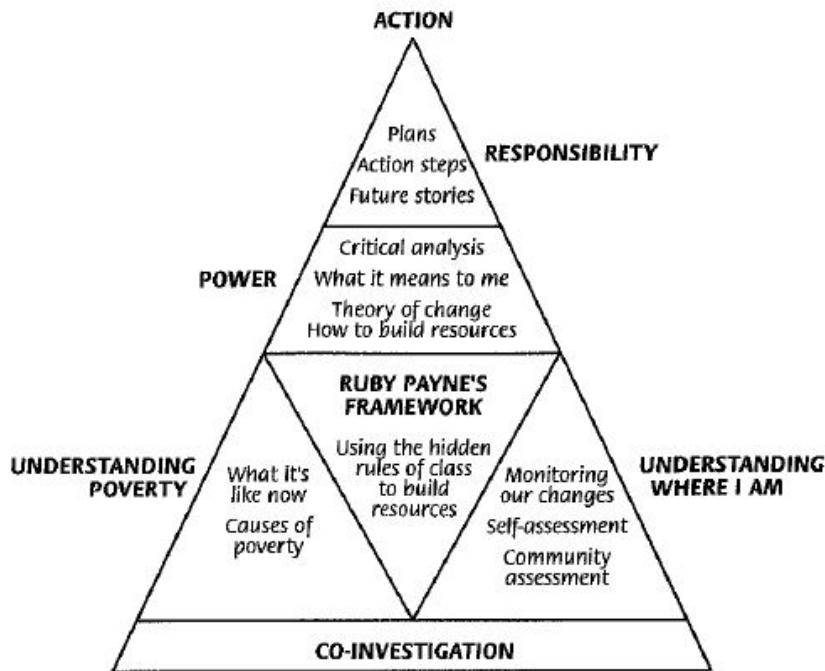 ACTION
Plans
Action steps
Future stories
RESPONSIBILITY
POWER
Critical analysis
What it means to me
Theory of change
How to build resources
UNDERSTANDING
POVERTY
What it's
like now
Causes of
poverty
RUBY PAYNE'S
FRAMEWORK
Using the hidden
rules of class
to build
resources
Monitoring
our changes
Self-assessment
Community
assessment
UNDERSTANDING
WHERE I AM
CO-INVESTIGATION